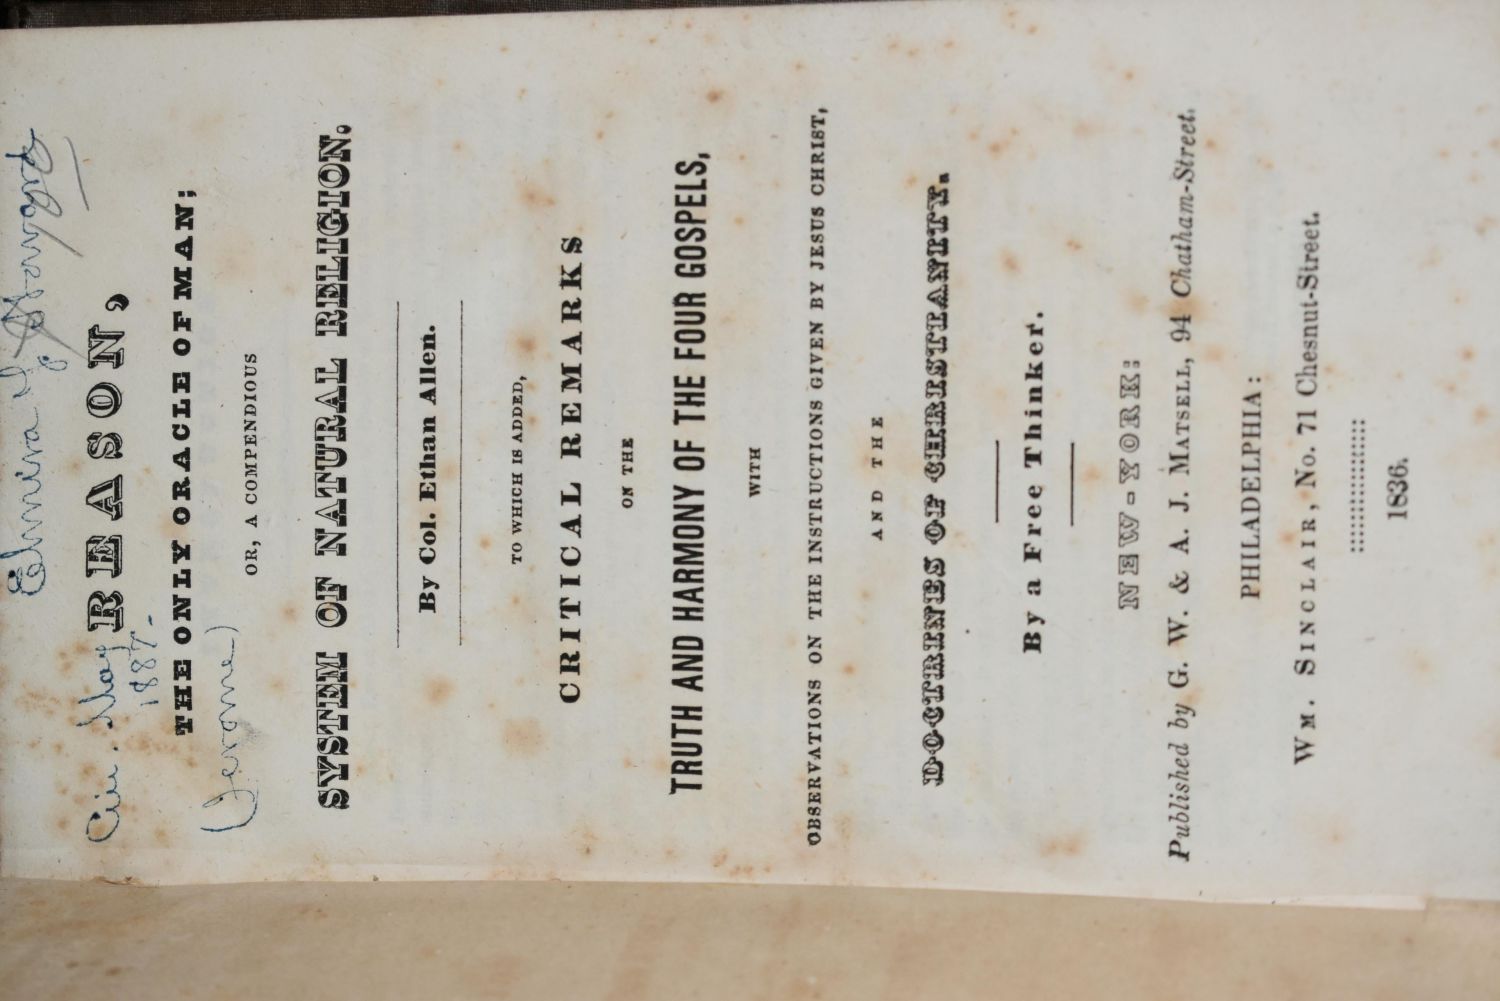 Elmira Y
REASON,
Cin. May
1887-
THE ONLY ORACLE OF MAN;
(Jerome)
OR, A COMPENDIOUS
SYSTEM OF NATURAL RELIGION.
By Col. Ethan Allen.
TO WHICH IS ADDED,
CRITICAL REMARKS
ON THE
TRUTH AND HARMONY OF THE FOUR GOSPELS,
WITH
OBSERVATIONS ON THE INSTRUCTIONS GIVEN BY JESUS CHRIST,
AND THE
DOCTRINES OF CHRISTIANITY.
By a Free Thinker.
NEW-YORK:
Published by G. W. & A. J. MATSELL, 94 Chatham-Street.
PHILADELPHIA:
WM. SINCLAIR, No. 71 Chesnut-Street.
1836.